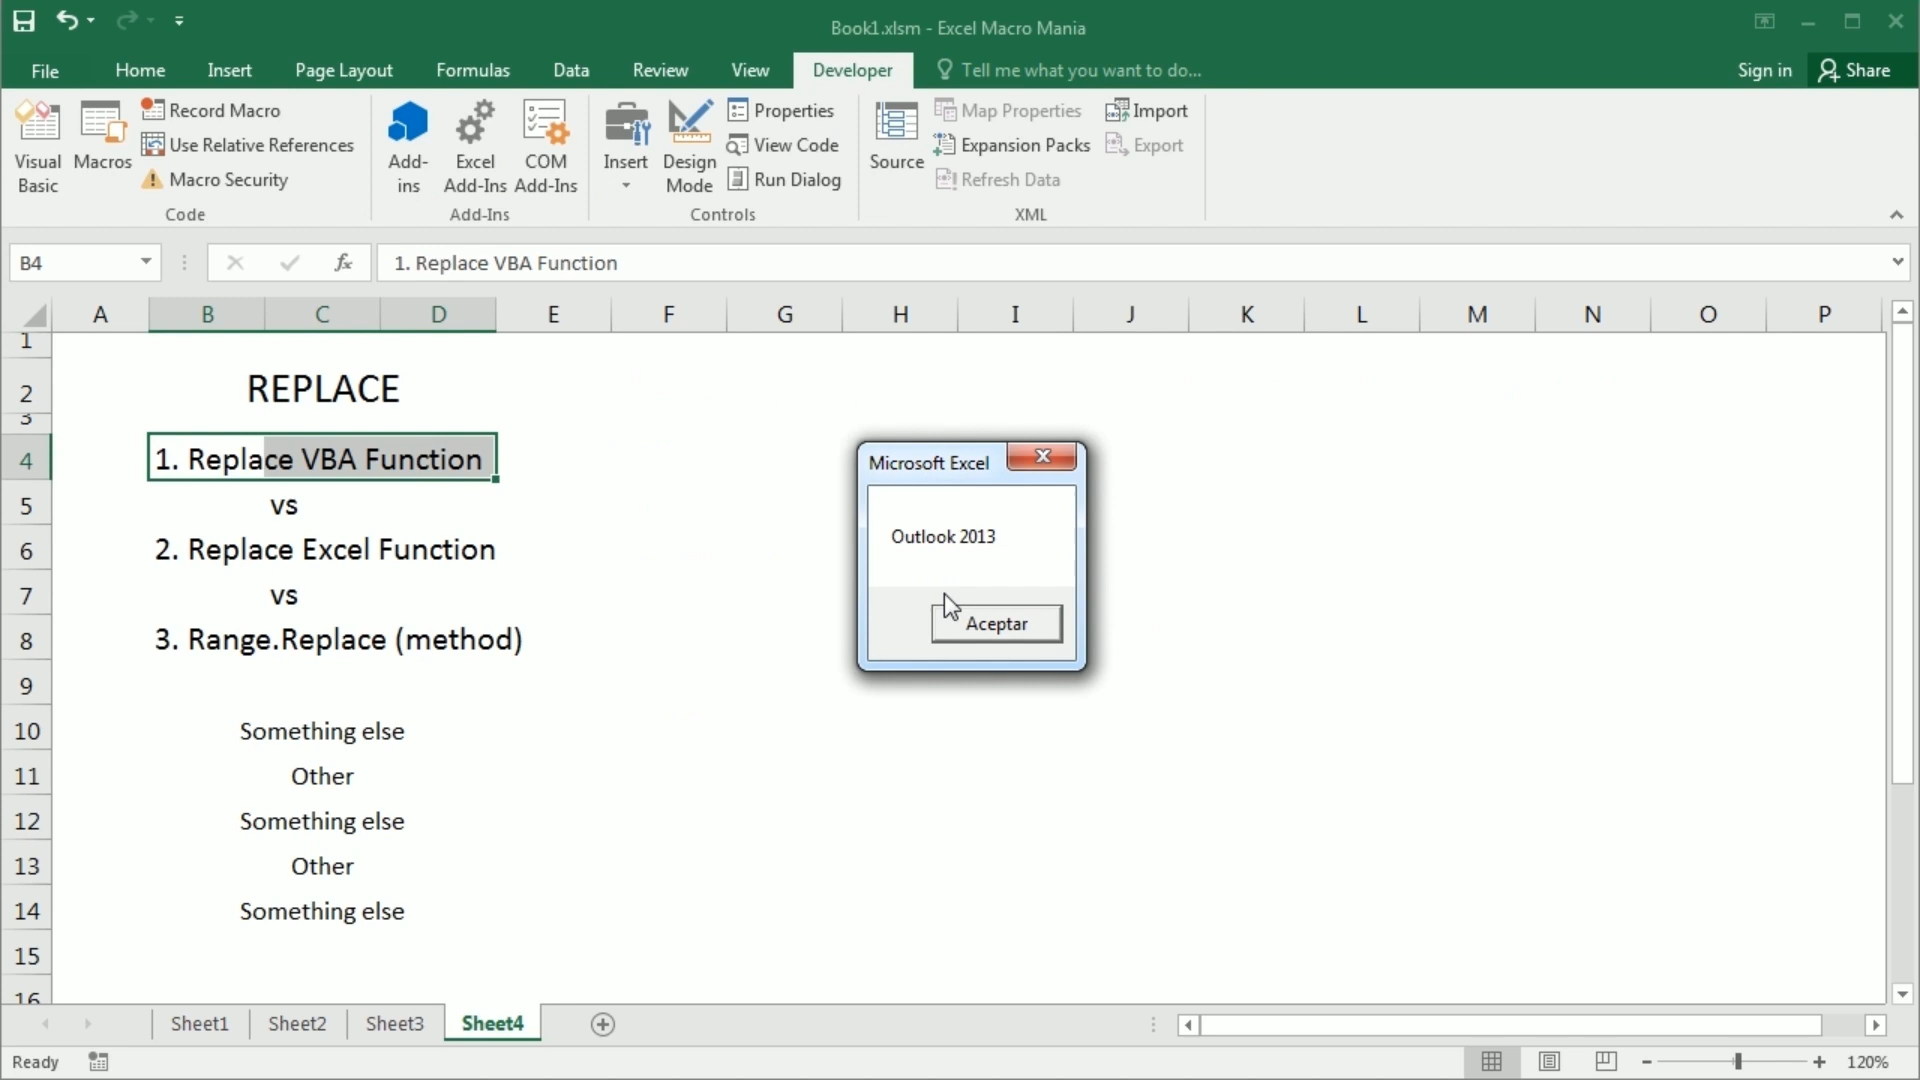 Book1.xlsm - Excel Macro Mania
File Home Insert Page Layout Formulas Data Review View Developer Tell me what you want to do... Sign in Share
Visual Basic
Macros
Record Macro
Use Relative References
Macro Security
Code
Add-ins
Excel Add-Ins
COM Add-Ins
Add-Ins
Insert
Design Mode
Properties
View Code
Run Dialog
Controls
Source
Map Properties
Expansion Packs
Refresh Data
Import
Export
XML
B4 fx 1. Replace VBA Function
A B C D E F G H I J K L M N O P
1
2 REPLACE
3
4 1. Replace VBA Function
5 vs
6 2. Replace Excel Function
7 vs
8 3. Range.Replace (method)
9
10 Something else
11 Other
12 Something else
13 Other
14 Something else
15
16
Microsoft Excel
Outlook 2013
Aceptar
Sheet1 Sheet2 Sheet3 Sheet4
Ready 120%